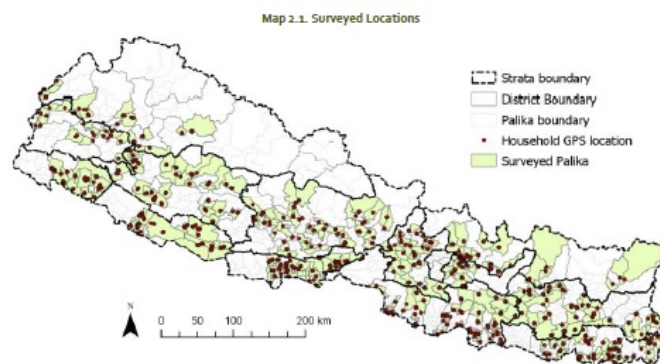 Map 2.1. Surveyed Locations
Strata boundary
District Boundary
Palika boundary
Household GPS location
Surveyed Palika
N
0 50 100 200 km